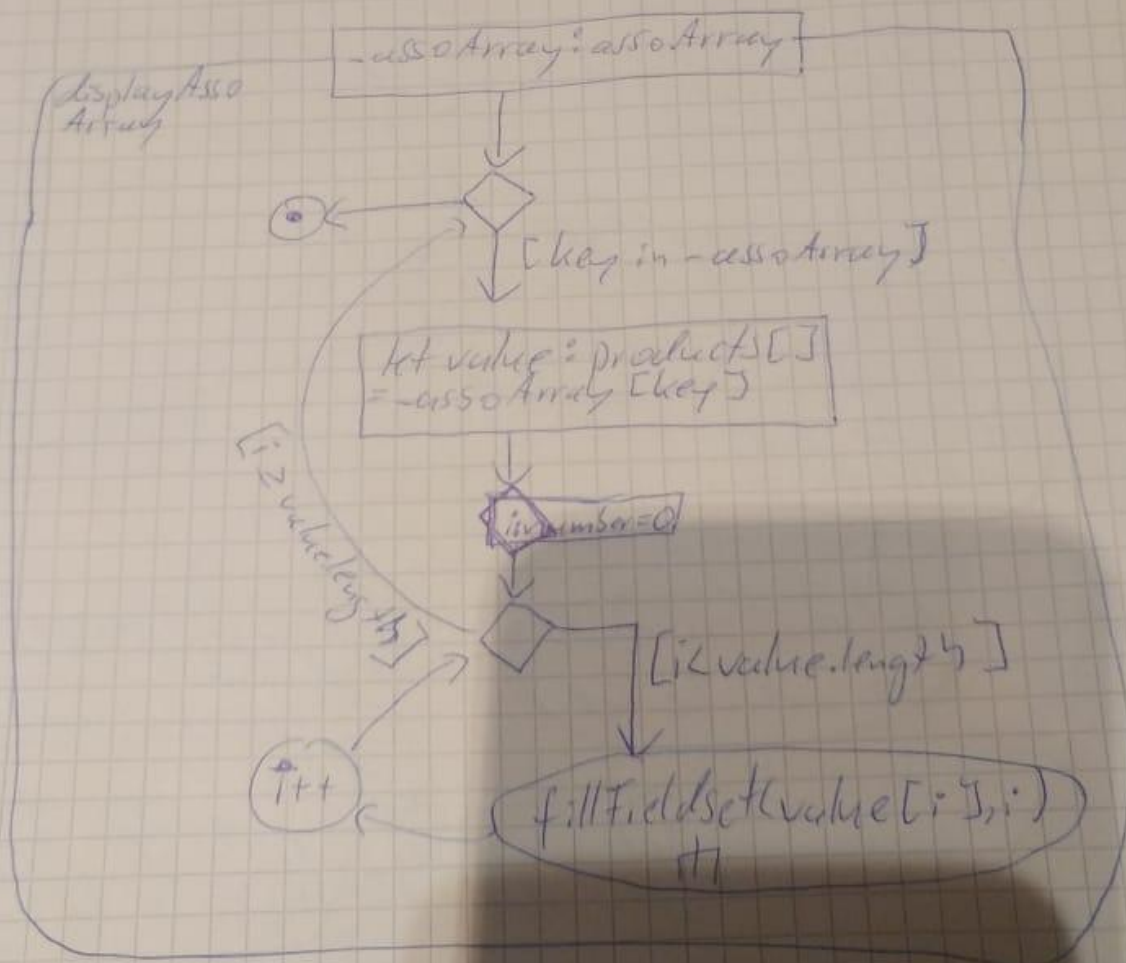 _assoArray: assoArray
displayAsso
Array
[key in _assoArray]
let value: products[]
= _assoArray [key]
[i ≥ value.length]
i: number=0
[i<value.length]
i++
fillFieldset(value[i],i)